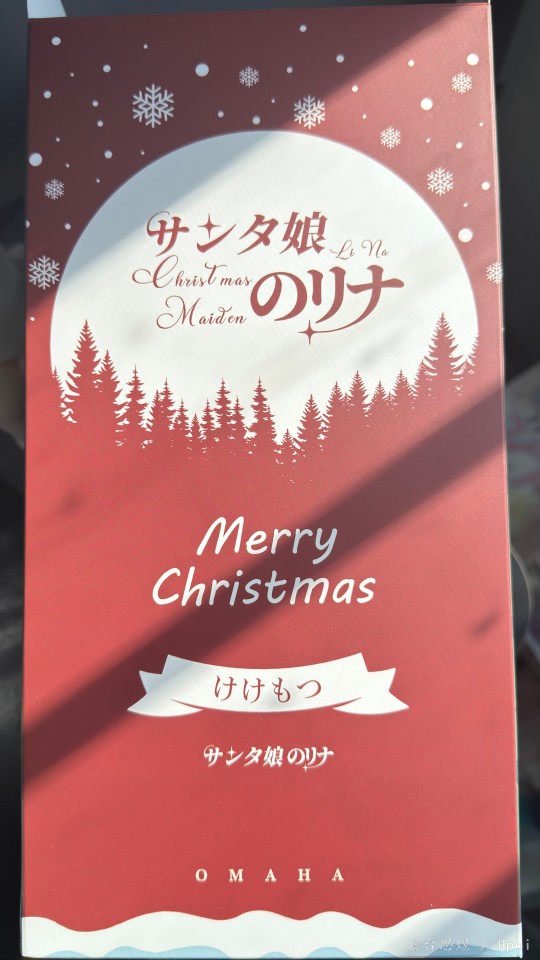 サンタ娘
Li Na
Christmas
のリナ
Maiden
Merry
Christmas
けけもつ
サンタ娘のリナ
OMAHA